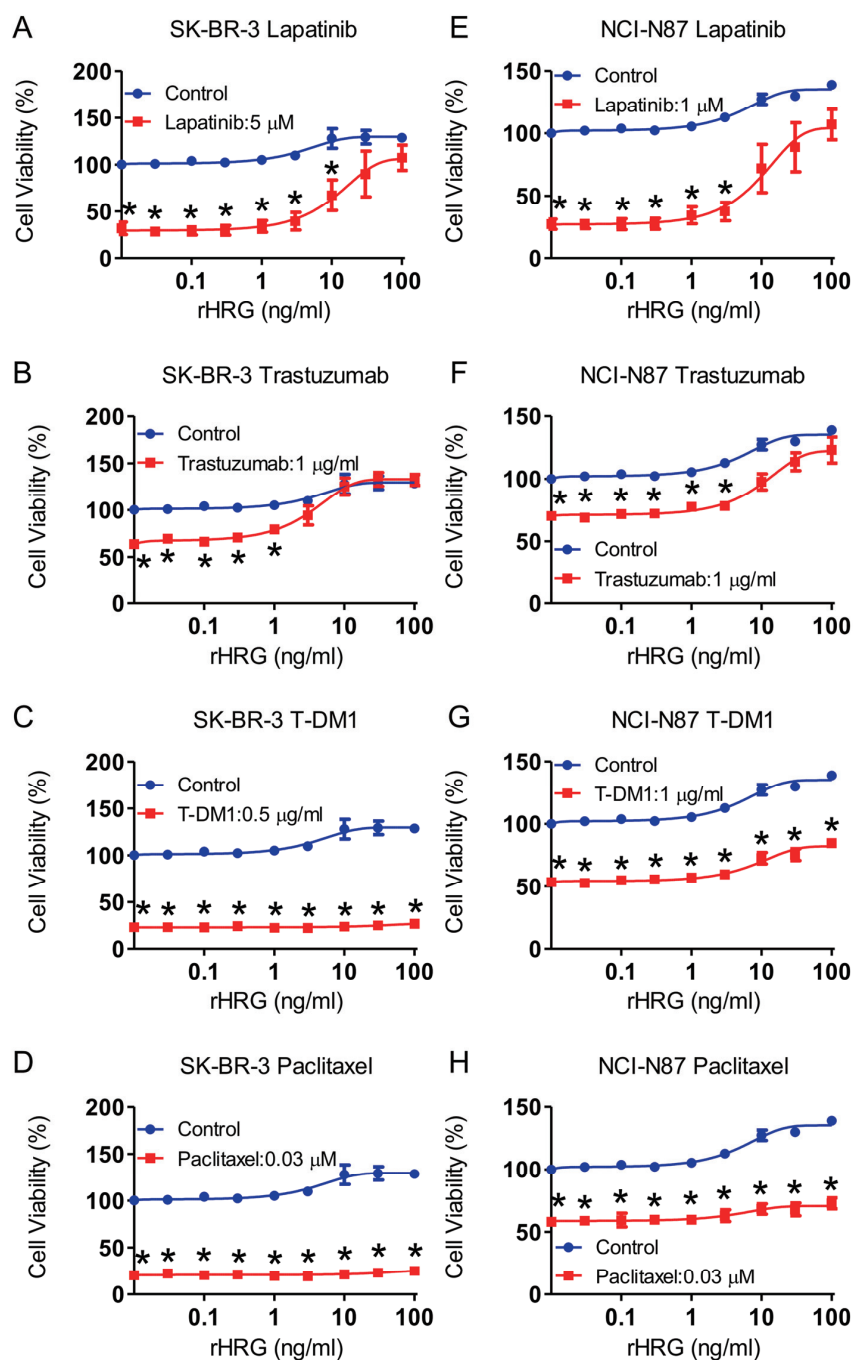 A
SK-BR-3 Lapatinib
Cell Viability (%)
200
150
100
50
0
Control
Lapatinib:5 μM
* * * * * * *
0.1 1 10 100
rHRG (ng/ml)
E
NCI-N87 Lapatinib
Cell Viability (%)
150
100
50
0
Control
Lapatinib:1 μM
* * * * * *
0.1 1 10 100
rHRG (ng/ml)
B
SK-BR-3 Trastuzumab
Cell Viability (%)
200
150
100
50
0
Control
Trastuzumab:1 μg/ml
* * * * *
0.1 1 10 100
rHRG (ng/ml)
F
NCI-N87 Trastuzumab
Cell Viability (%)
150
100
50
0
* * * * * *
Control
Trastuzumab:1 μg/ml
0.1 1 10 100
rHRG (ng/ml)
C
SK-BR-3 T-DM1
Cell Viability (%)
200
150
100
50
0
Control
T-DM1:0.5 μg/ml
* * * * * * * * *
0.1 1 10 100
rHRG (ng/ml)
G
NCI-N87 T-DM1
Cell Viability (%)
150
100
50
0
Control
T-DM1:1 μg/ml
* * * * * * * * *
0.1 1 10 100
rHRG (ng/ml)
D
SK-BR-3 Paclitaxel
Cell Viability (%)
200
150
100
50
0
Control
Paclitaxel:0.03 μM
* * * * * * * * *
0.1 1 10 100
rHRG (ng/ml)
H
NCI-N87 Paclitaxel
Cell Viability (%)
150
100
50
0
* * * * * * * * *
Control
Paclitaxel:0.03 μM
0.1 1 10 100
rHRG (ng/ml)